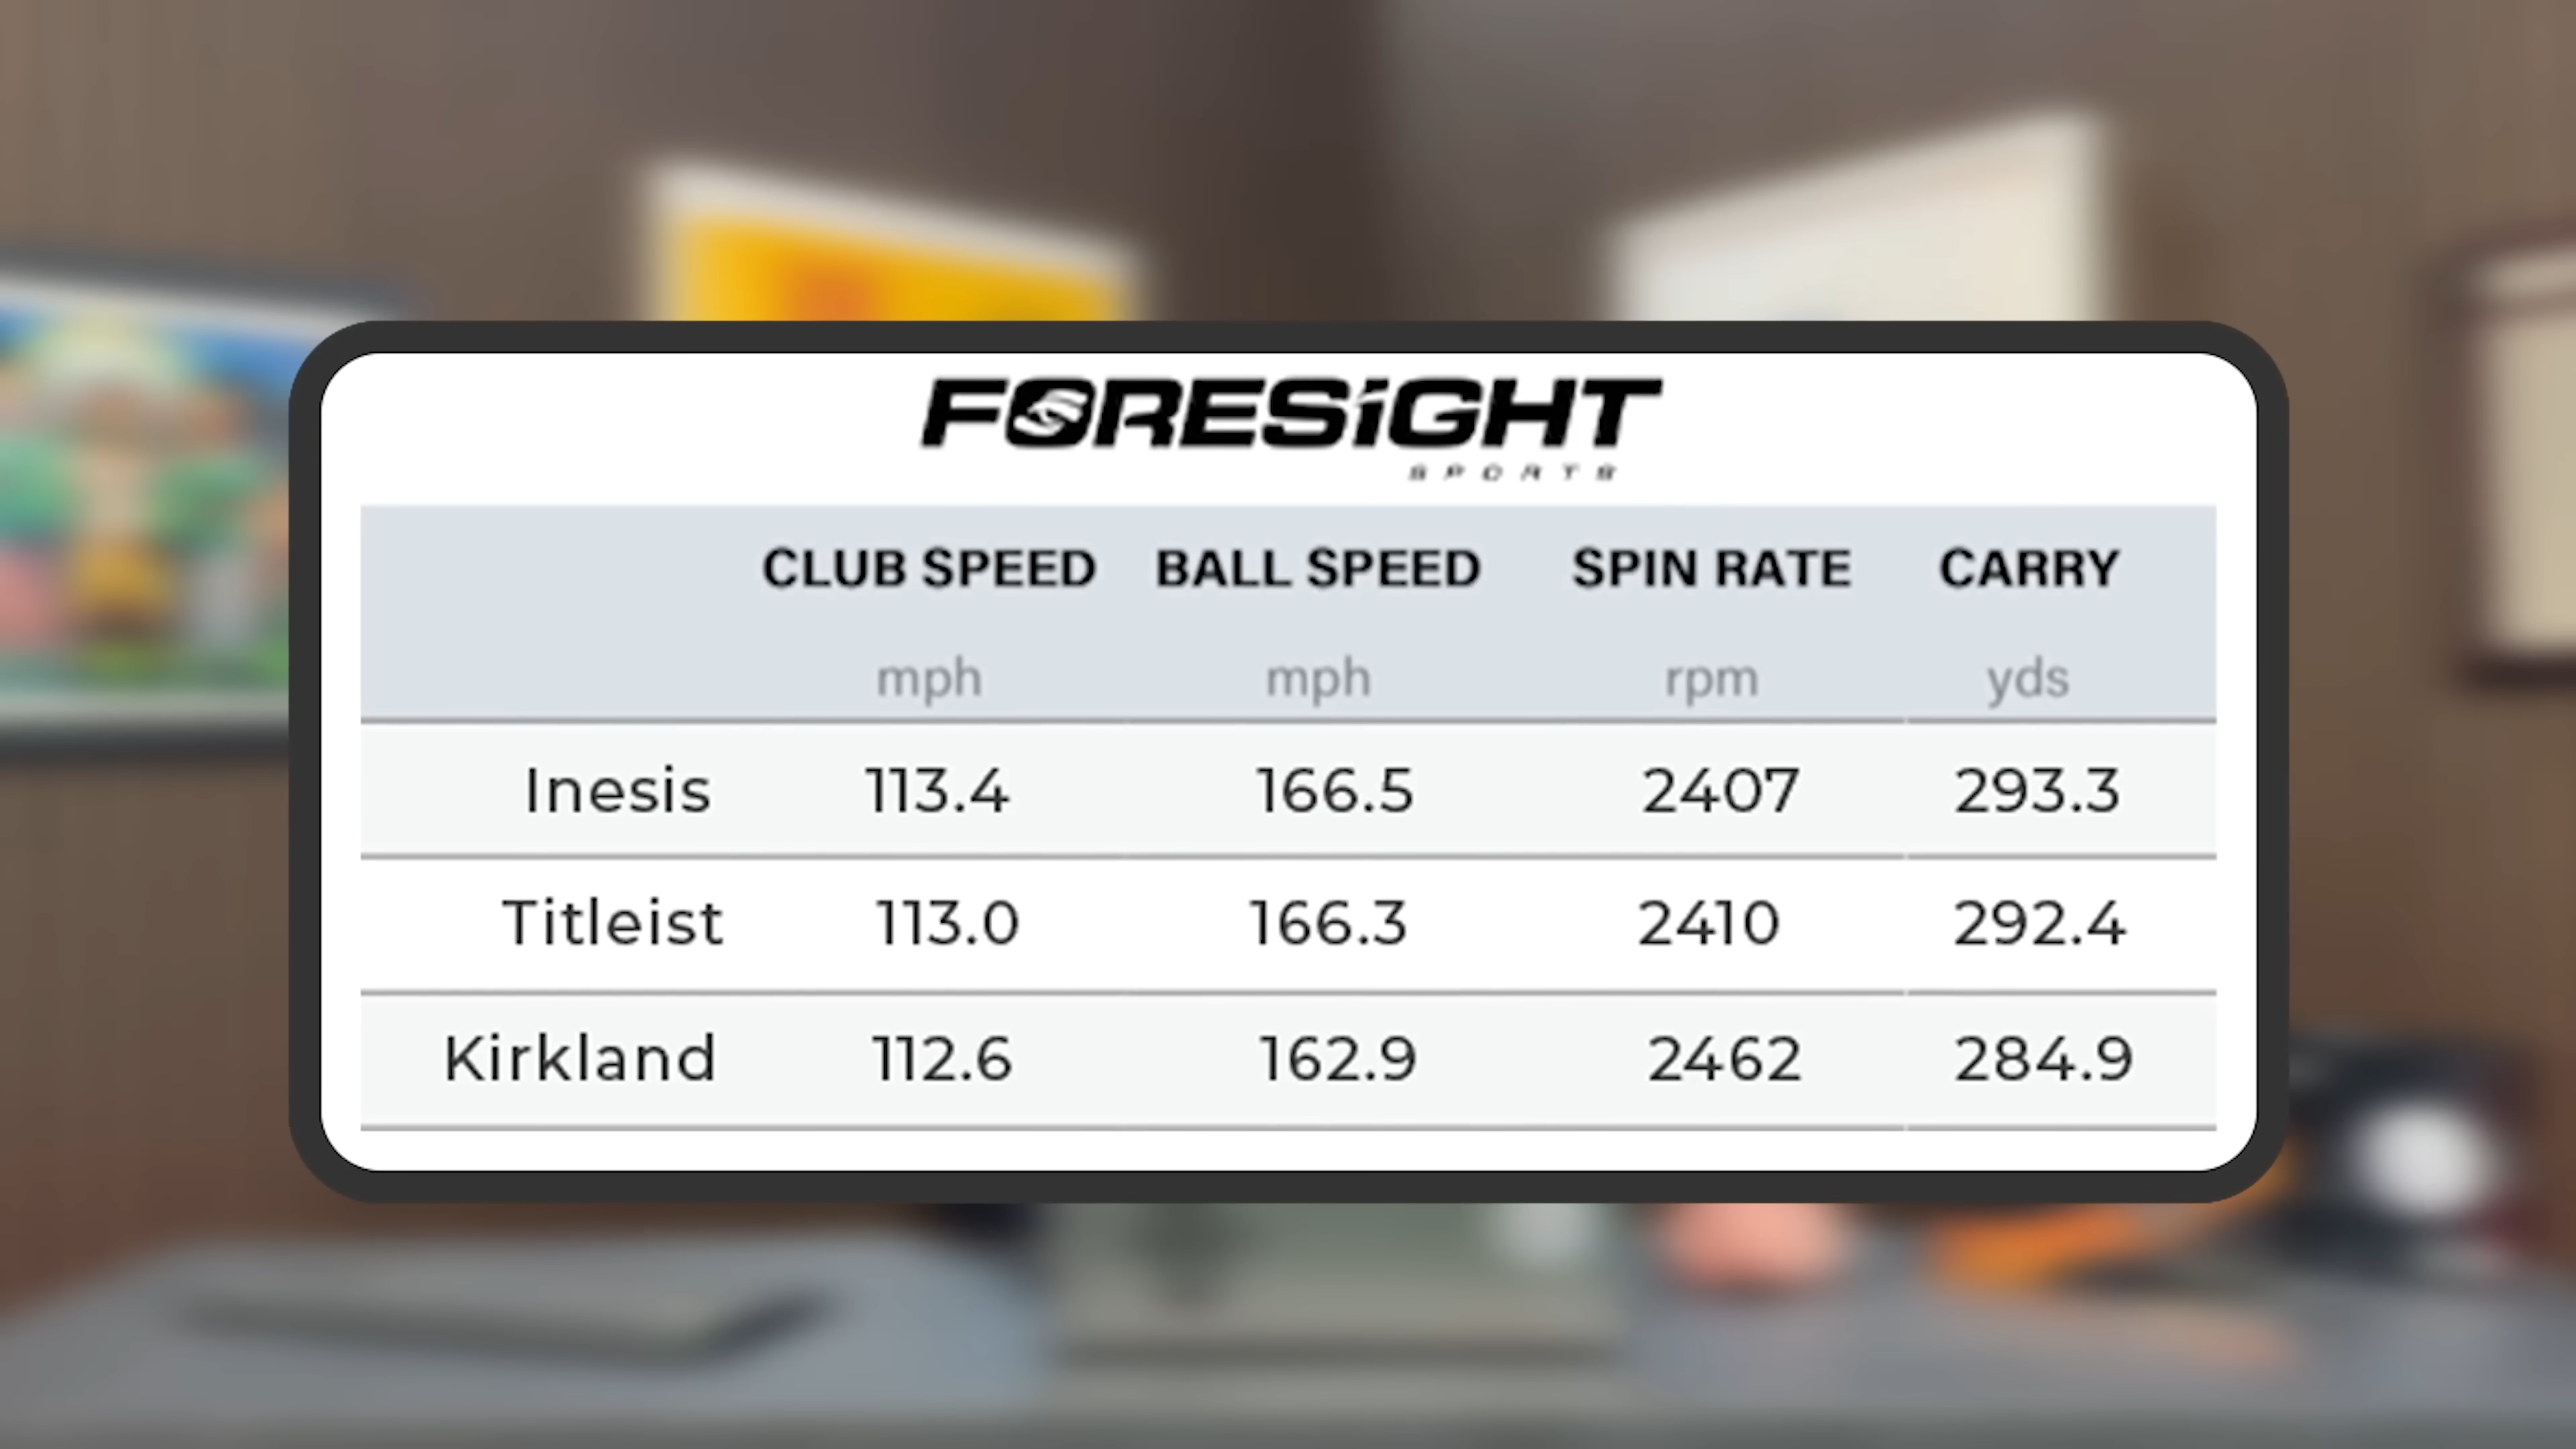 FORESiGHT
SPORTS
CLUB SPEED BALL SPEED SPIN RATE CARRY
mph mph rpm yds
Inesis 113.4 166.5 2407 293.3
Titleist 113.0 166.3 2410 292.4
Kirkland 112.6 162.9 2462 284.9